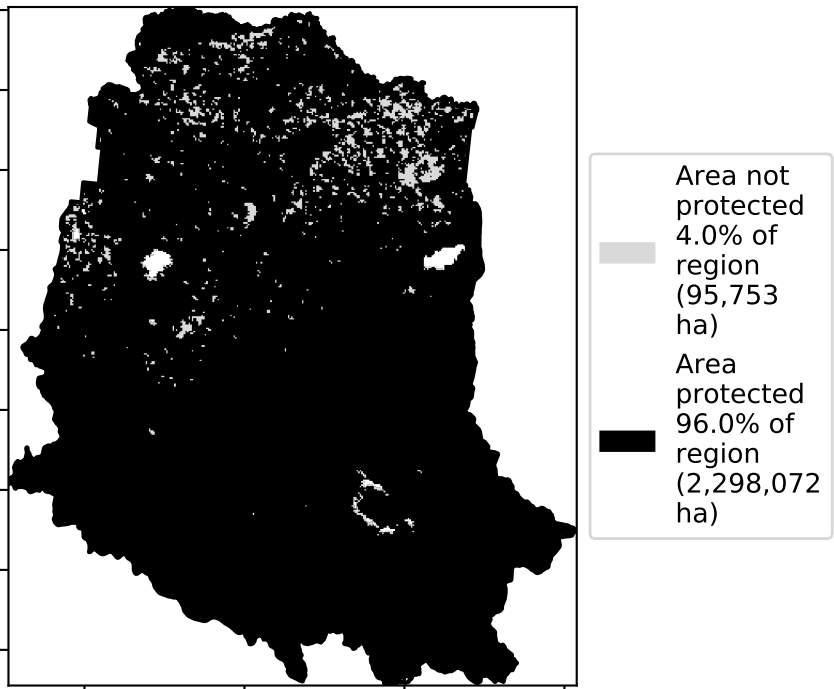 Area not
protected
4.0% of
region
(95,753
ha)
Area
protected
96.0% of
region
(2,298,072
ha)